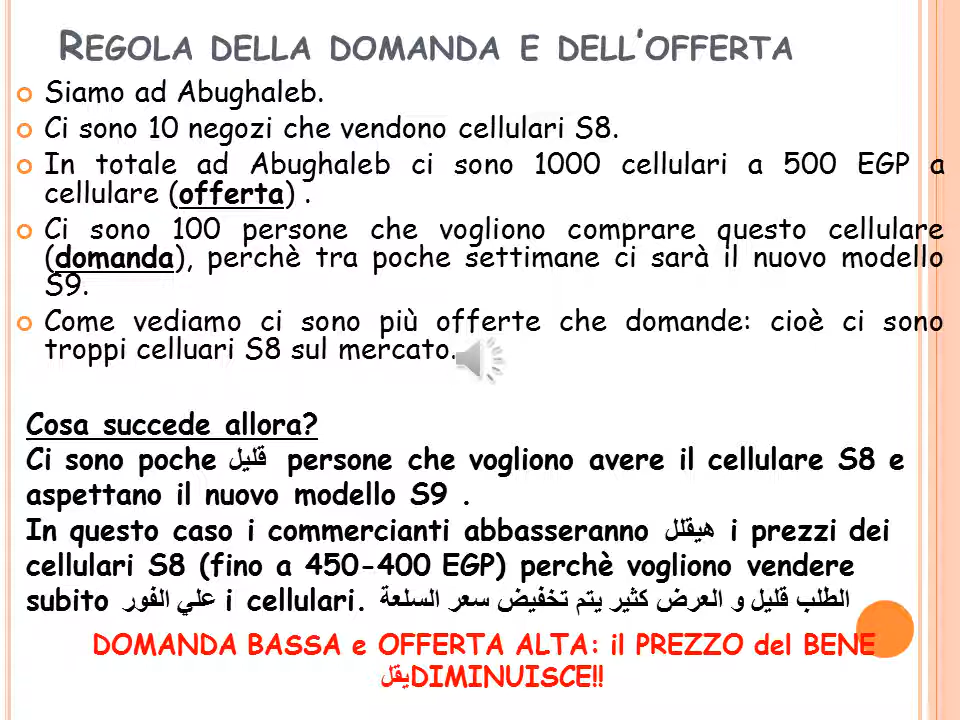 REGOLA DELLA DOMANDA E DELL'OFFERTA
Siamo ad Abughaleb.
Ci sono 10 negozi che vendono cellulari S8.
In totale ad Abughaleb ci sono 1000 cellulari a 500 EGP a
cellulare (offerta) .
Ci sono 100 persone che vogliono comprare questo cellulare
(domanda), perchè tra poche settimane ci sarà il nuovo modello
S9.
Come vediamo ci sono più offerte che domande: cioè ci sono
troppi celluari S8 sul mercato.
Cosa succede allora?
Ci sono poche قليل persone che vogliono avere il cellulare S8 e
aspettano il nuovo modello S9 .
In questo caso i commercianti abbasseranno هيقلل i prezzi dei
cellulari S8 (fino a 450-400 EGP) perchè vogliono vendere
subito علي الفور i cellulari. الطلب قليل و العرض كثير يتم تخفيض سعر السلعة
DOMANDA BASSA e OFFERTA ALTA: il PREZZO del BENE
يقلDIMINUISCE!!